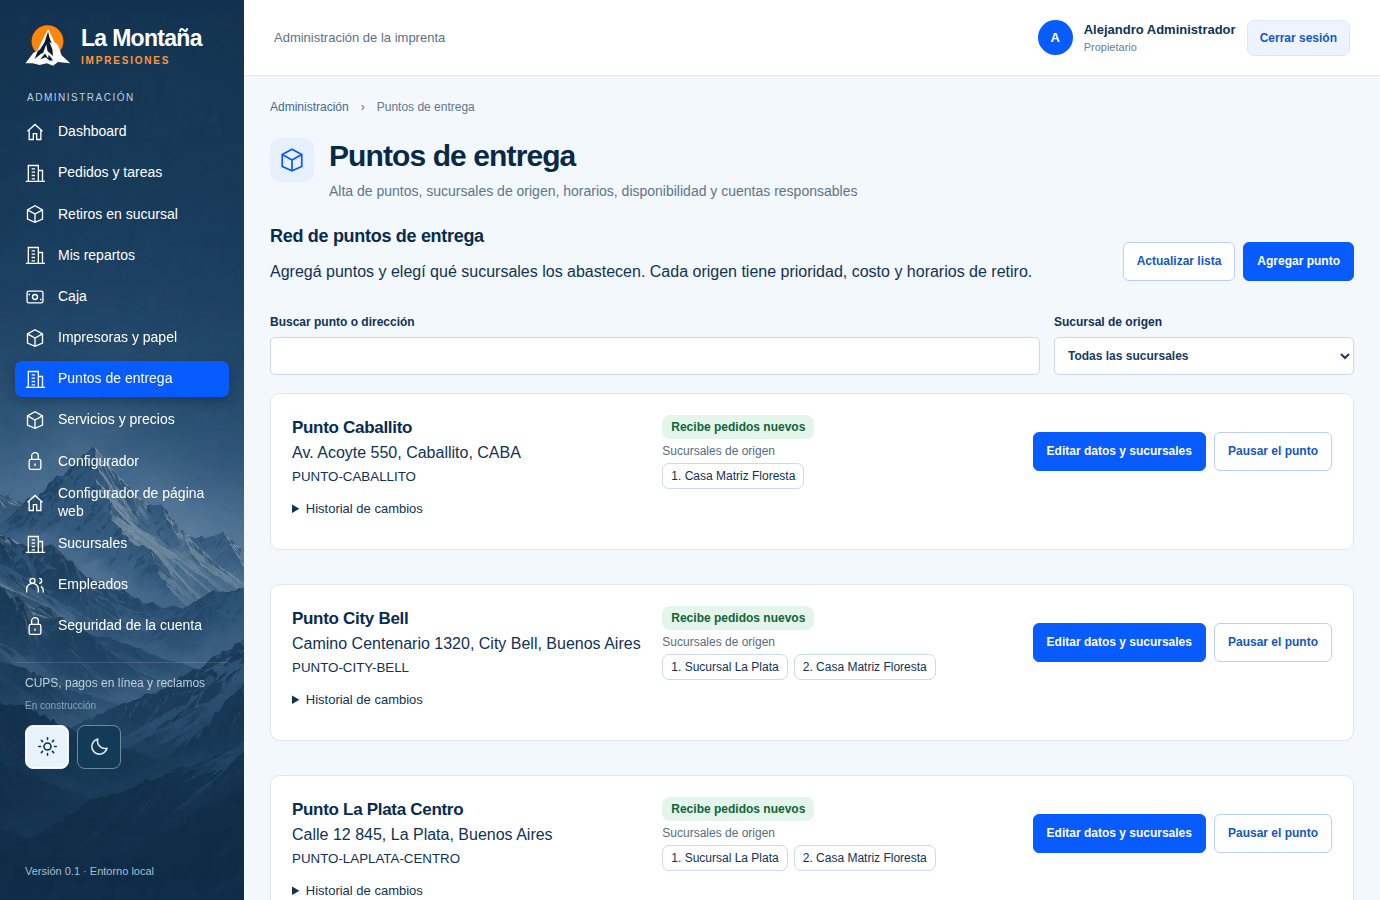 La Montaña
IMPRESIONES
ADMINISTRACIÓN
Dashboard
Pedidos y tareas
Retiros en sucursal
Mis repartos
Caja
Impresoras y papel
Puntos de entrega
Servicios y precios
Configurador
Configurador de página
web
Sucursales
Empleados
Seguridad de la cuenta
CUPS, pagos en línea y reclamos
En construcción
Versión 0.1 · Entorno local
Administración de la imprenta
A
Alejandro Administrador
Propietario
Cerrar sesión
Administración › Puntos de entrega
Puntos de entrega
Alta de puntos, sucursales de origen, horarios, disponibilidad y cuentas responsables
Red de puntos de entrega
Agregá puntos y elegí qué sucursales los abastecen. Cada origen tiene prioridad, costo y horarios de retiro.
Actualizar lista
Agregar punto
Buscar punto o dirección
Sucursal de origen
Todas las sucursales
Punto Caballito
Av. Acoyte 550, Caballito, CABA
PUNTO-CABALLITO
Historial de cambios
Recibe pedidos nuevos
Sucursales de origen
1. Casa Matriz Floresta
Editar datos y sucursales
Pausar el punto
Punto City Bell
Camino Centenario 1320, City Bell, Buenos Aires
PUNTO-CITY-BELL
Historial de cambios
Recibe pedidos nuevos
Sucursales de origen
1. Sucursal La Plata
2. Casa Matriz Floresta
Editar datos y sucursales
Pausar el punto
Punto La Plata Centro
Calle 12 845, La Plata, Buenos Aires
PUNTO-LAPLATA-CENTRO
Historial de cambios
Recibe pedidos nuevos
Sucursales de origen
1. Sucursal La Plata
2. Casa Matriz Floresta
Editar datos y sucursales
Pausar el punto